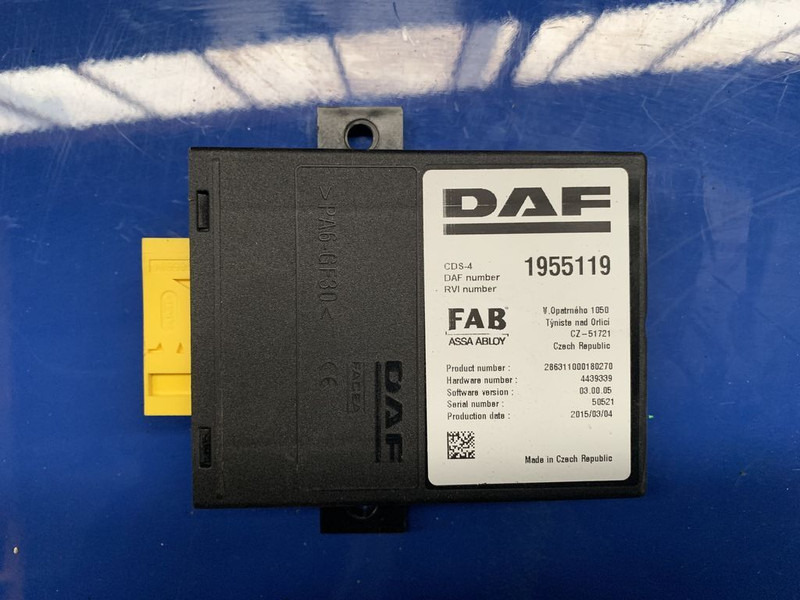 DAF
CDS-4
DAF number 1955119
RVI number
FAB
ASSA ABLOY
V.Opatrného 1050
Týniste nad Orlicí
CZ-51721
Czech Republic
Product number : 286311000180270
Hardware number : 4439339
Software version : 03.00.05
Serial number : 50521
Production date : 2015/03/04
Made in Czech Republic
>PA6-GF30<
CE
DAF